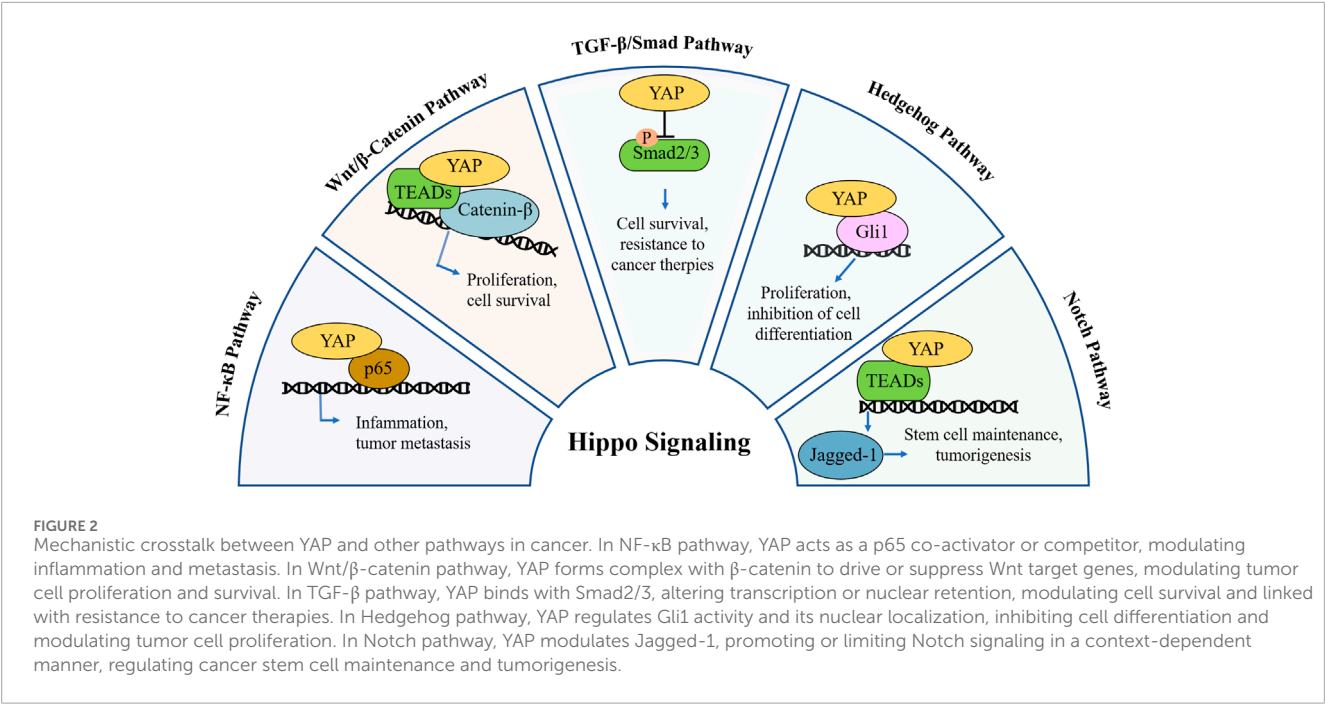 TGF-β/Smad Pathway
YAP
P
Smad2/3
Cell survival,
resistance to
cancer therpies
Wnt/β-Catenin Pathway
YAP
TEADs
Catenin-β
Proliferation,
cell survival
Hedgehog Pathway
YAP
Gli1
Proliferation,
inhibition of cell
differentiation
NF-κB Pathway
YAP
p65
Infammation,
tumor metastasis
Notch Pathway
YAP
TEADs
Jagged-1
Stem cell maintenance,
tumorigenesis
Hippo Signaling
FIGURE 2
Mechanistic crosstalk between YAP and other pathways in cancer. In NF-κB pathway, YAP acts as a p65 co-activator or competitor, modulating
inflammation and metastasis. In Wnt/β-catenin pathway, YAP forms complex with β-catenin to drive or suppress Wnt target genes, modulating tumor
cell proliferation and survival. In TGF-β pathway, YAP binds with Smad2/3, altering transcription or nuclear retention, modulating cell survival and linked
with resistance to cancer therapies. In Hedgehog pathway, YAP regulates Gli1 activity and its nuclear localization, inhibiting cell differentiation and
modulating tumor cell proliferation. In Notch pathway, YAP modulates Jagged-1, promoting or limiting Notch signaling in a context-dependent
manner, regulating cancer stem cell maintenance and tumorigenesis.